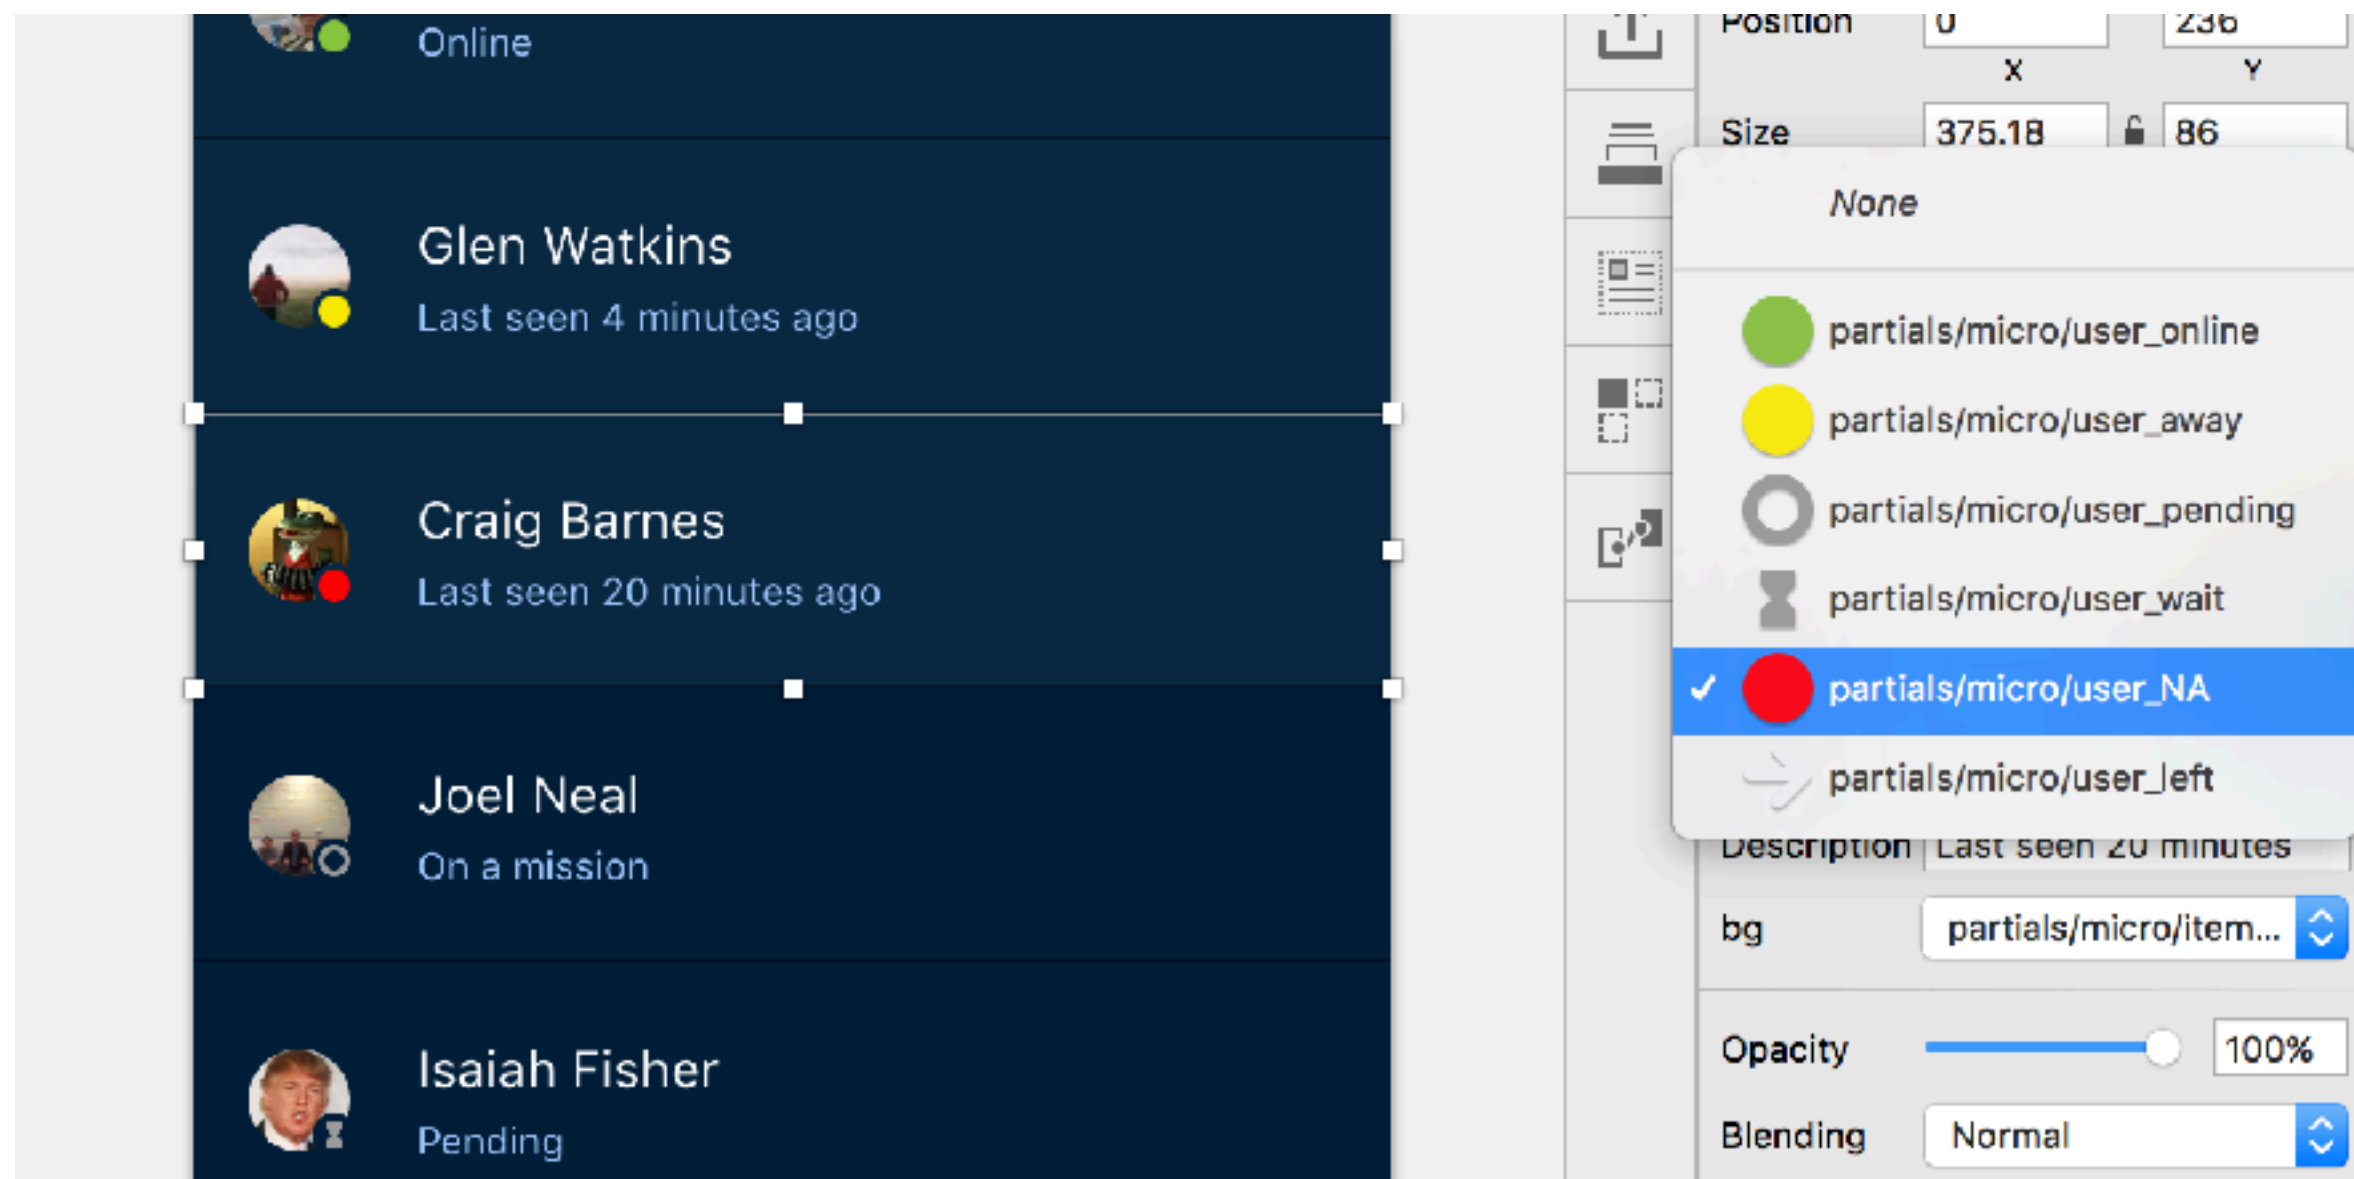 Online
Glen Watkins
Last seen 4 minutes ago
Craig Barnes
Last seen 20 minutes ago
Joel Neal
On a mission
Isaiah Fisher
Pending
Position 0 236
X Y
Size 375.18 86
None
partials/micro/user_online
partials/micro/user_away
partials/micro/user_pending
partials/micro/user_wait
partials/micro/user_NA
partials/micro/user_left
Description Last seen 20 minutes
bg partials/micro/item...
Opacity 100%
Blending Normal